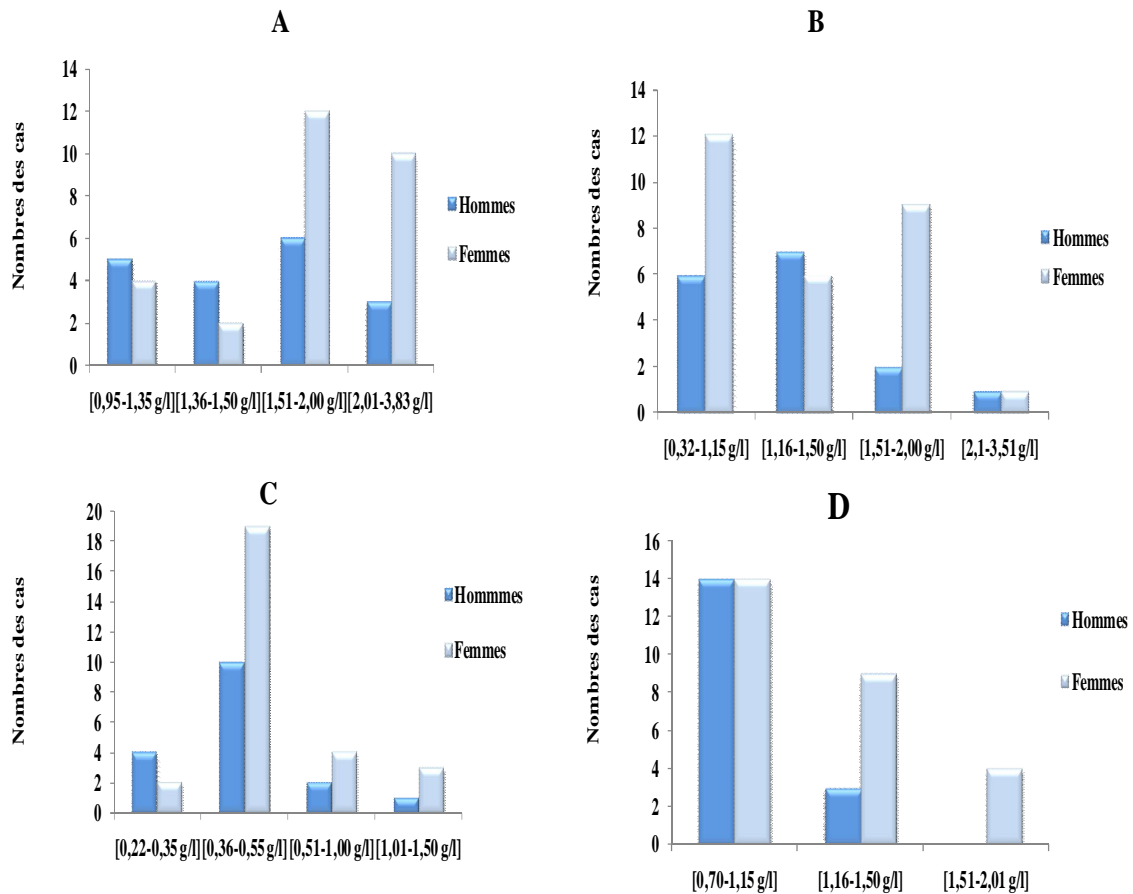 A
Nombres des cas
14
12
10
8
6
4
2
0
[0,95-1,35 g/l] [1,36-1,50 g/l] [1,51-2,00 g/l] [2,01-3,83 g/l]
Hommes
Femmes
B
Nombres des cas
14
12
10
8
6
4
2
0
[0,32-1,15 g/l] [1,16-1,50 g/l] [1,51-2,00 g/l] [2,1-3,51 g/l]
Hommes
Femmes
C
Nombres des cas
20
18
16
14
12
10
8
6
4
2
0
[0,22-0,35 g/l] [0,36-0,55 g/l] [0,51-1,00 g/l] [1,01-1,50 g/l]
Hommmes
Femmes
D
Nombres des cas
16
14
12
10
8
6
4
2
0
[0,70-1,15 g/l] [1,16-1,50 g/l] [1,51-2,01 g/l]
Hommes
Femmes